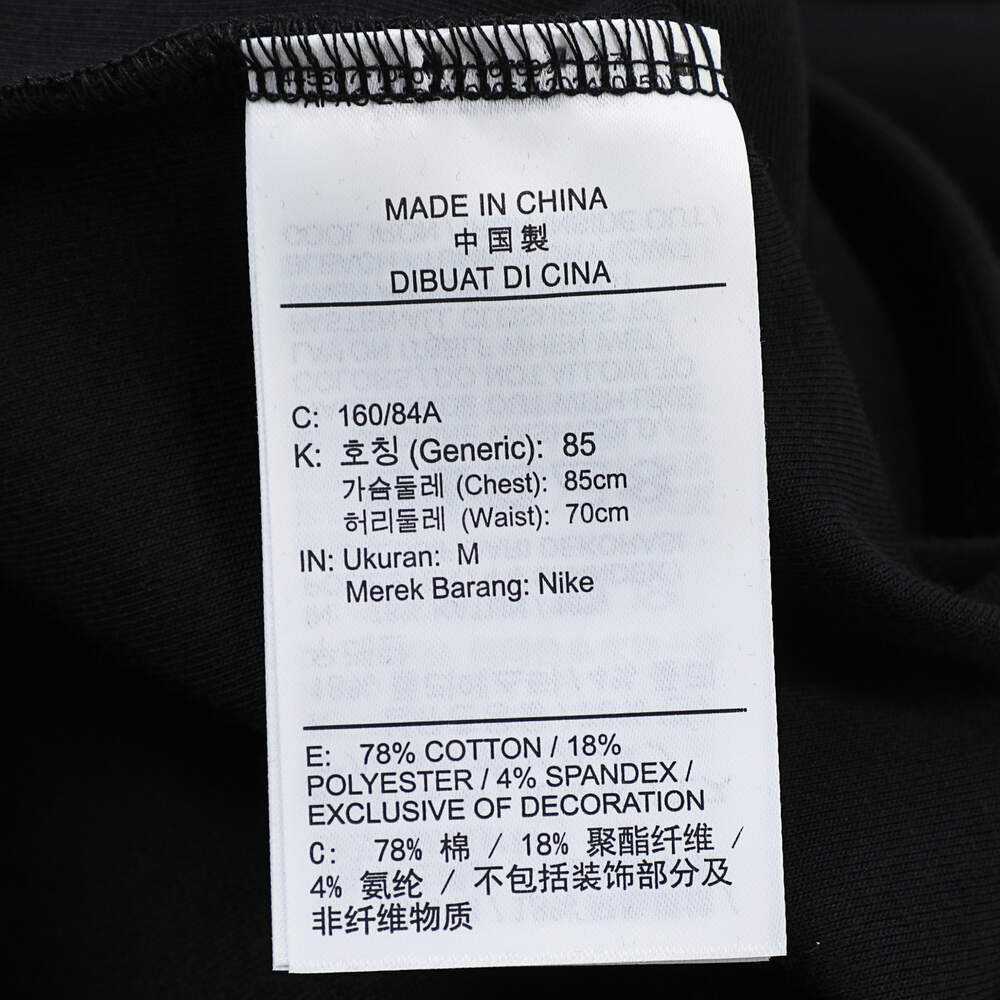 MADE IN CHINA
中国製
DIBUAT DI CINA
C: 160/84A
K: 호칭 (Generic): 85
가슴둘레 (Chest): 85cm
허리둘레 (Waist): 70cm
IN: Ukuran: M
Merek Barang: Nike
E: 78% COTTON / 18%
POLYESTER / 4% SPANDEX /
EXCLUSIVE OF DECORATION
C: 78% 棉 / 18% 聚酯纤维 /
4% 氨纶 / 不包括装饰部分及
非纤维物质